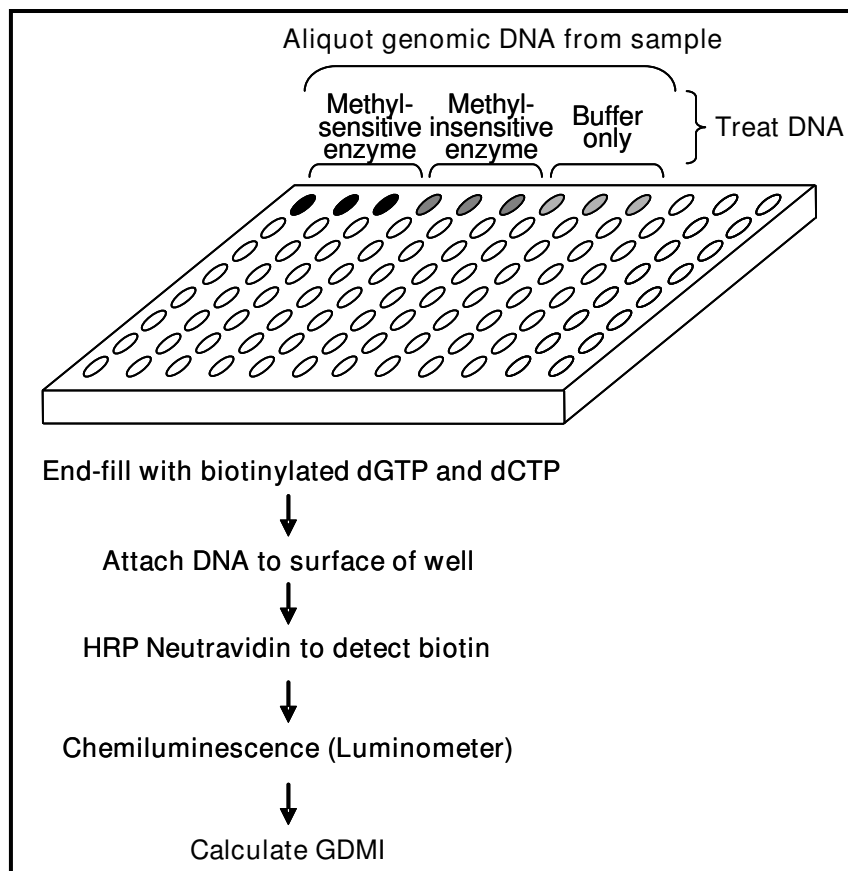 Aliquot genomic DNA from sample
Methyl-
sensitive
enzyme
Methyl-
insensitive
enzyme
Buffer
only
Treat DNA
End-fill with biotinylated dGTP and dCTP
Attach DNA to surface of well
HRP Neutravidin to detect biotin
Chemiluminescence (Luminometer)
Calculate GDMI